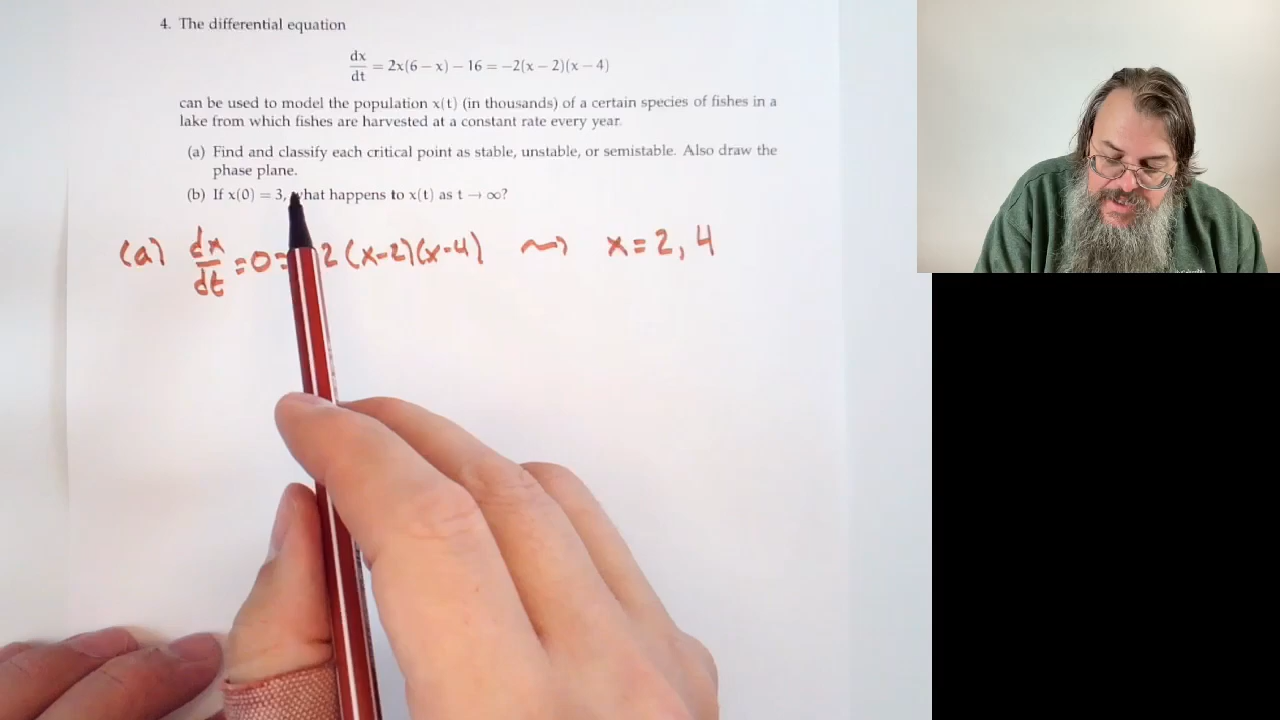 4. The differential equation
dx/dt = 2x(6 − x) − 16 = −2(x − 2)(x − 4)
can be used to model the population x(t) (in thousands) of a certain species of fishes in a
lake from which fishes are harvested at a constant rate every year.
(a) Find and classify each critical point as stable, unstable, or semistable. Also draw the
phase plane.
(b) If x(0) = 3, what happens to x(t) as t → ∞?
(a) dx/dt = 0 = 2(x-2)(x-4) ⇝ x = 2, 4